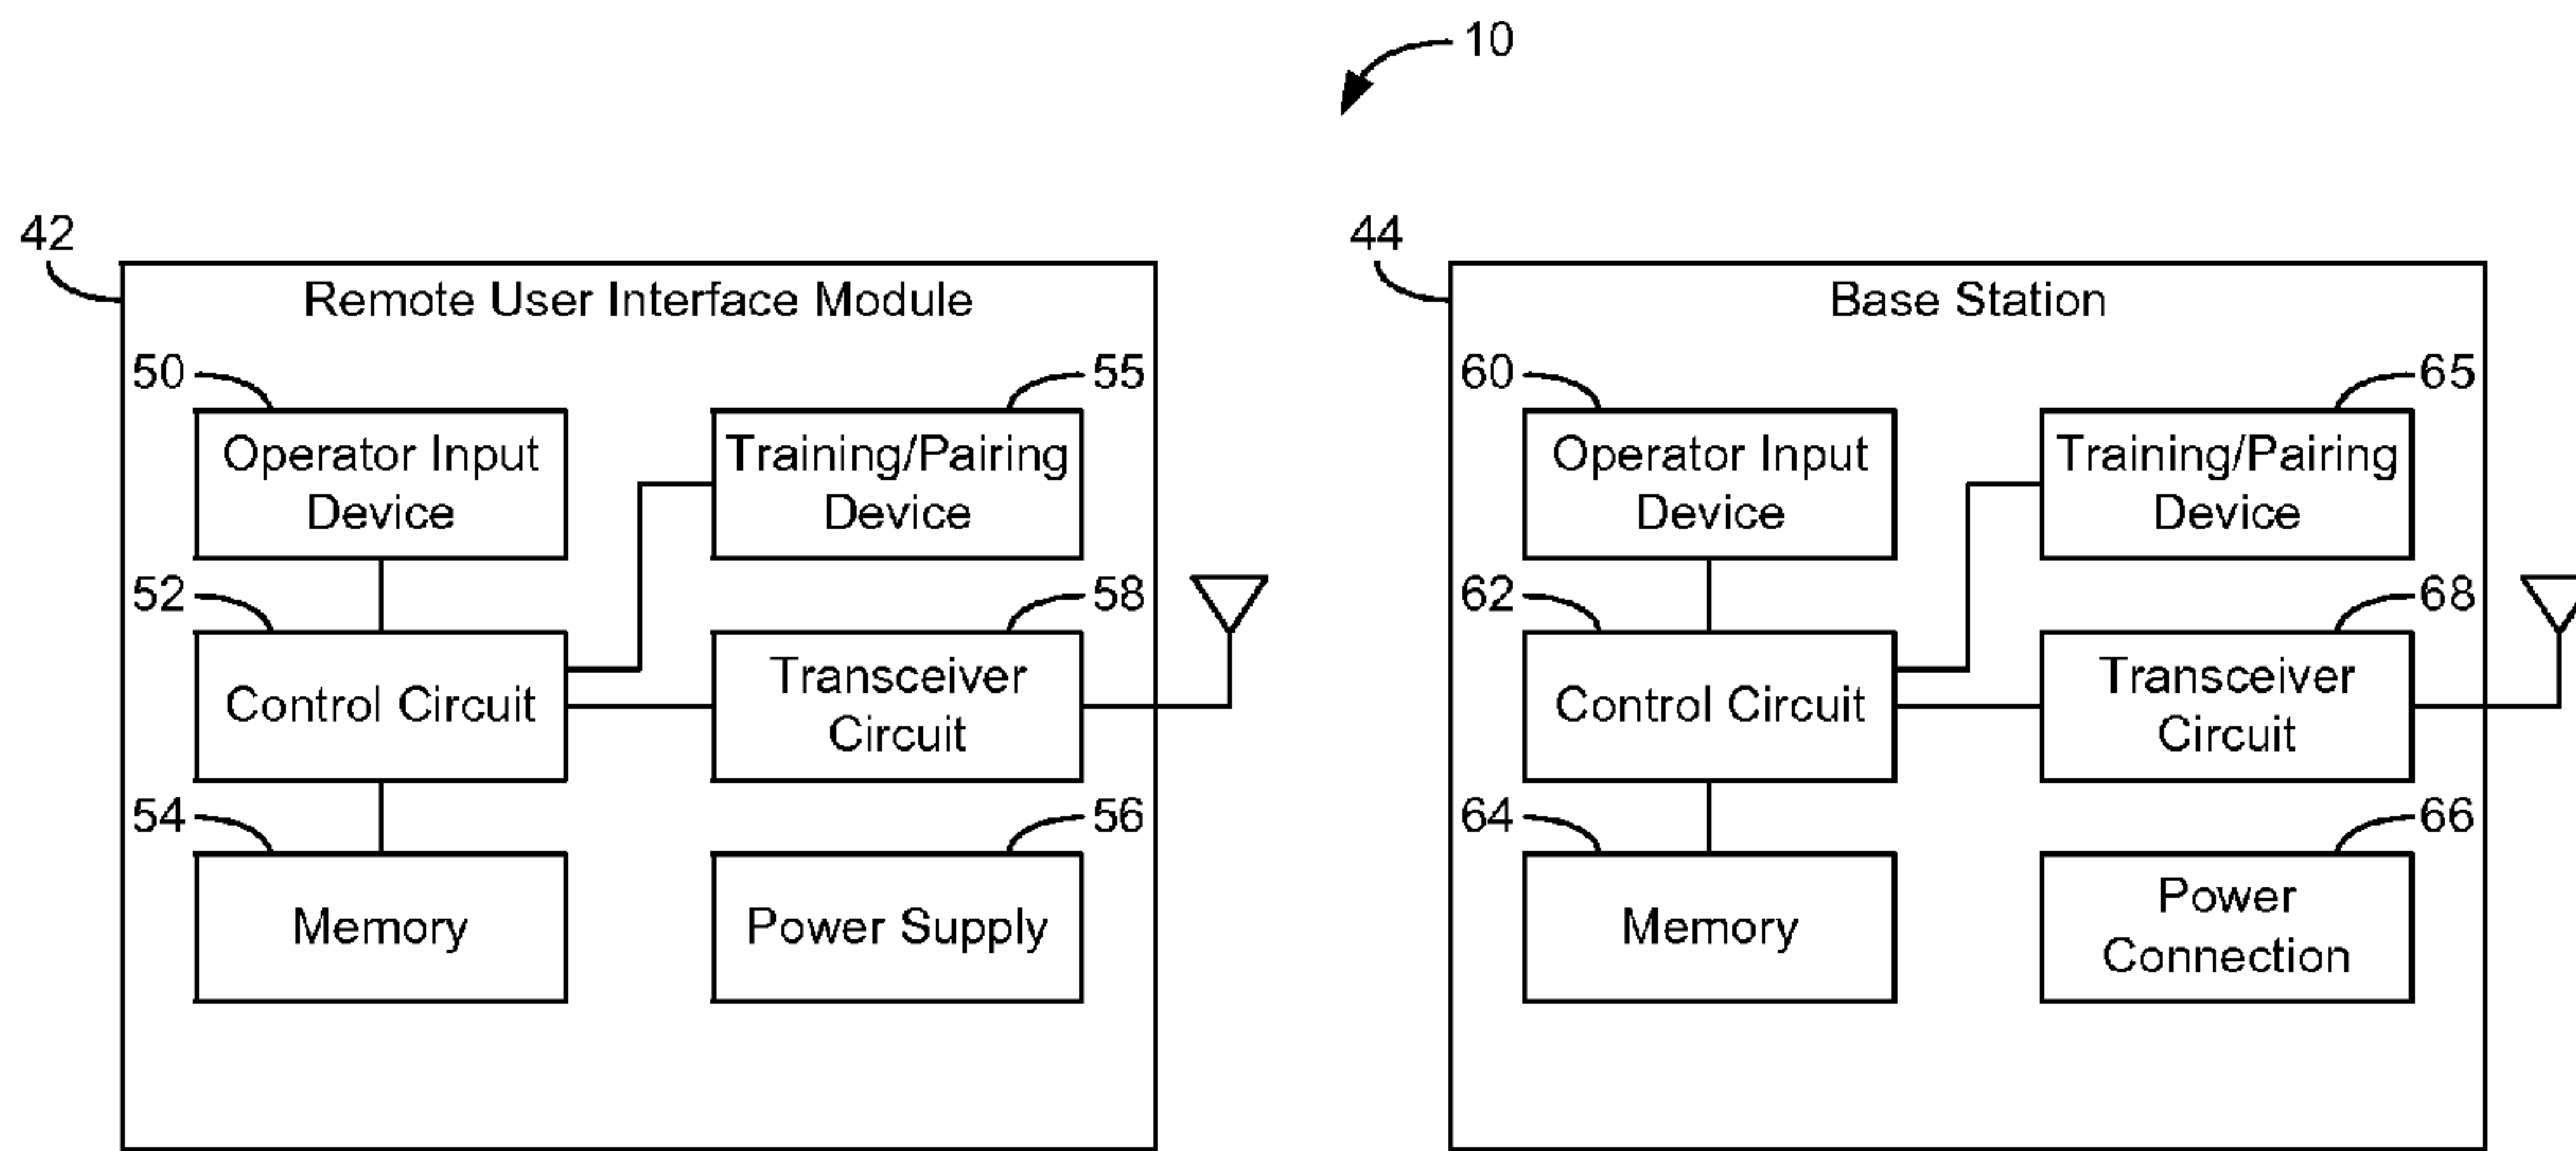 10
42
Remote User Interface Module
50
55
Operator Input
Device
Training/Pairing
Device
52
58
Control Circuit
Transceiver
Circuit
54
56
Memory
Power Supply
44
Base Station
60
65
Operator Input
Device
Training/Pairing
Device
62
68
Control Circuit
Transceiver
Circuit
64
66
Memory
Power
Connection